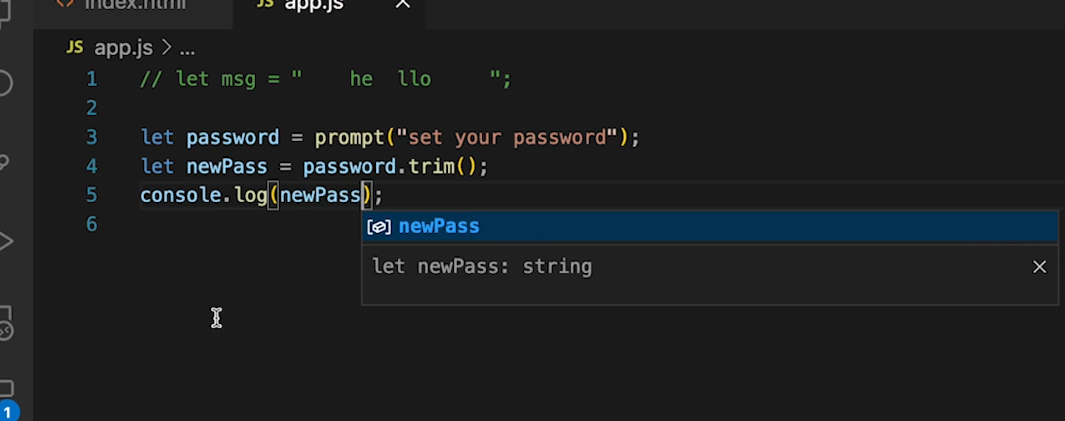 index.html JS app.js
JS app.js > ...
1 // let msg = "    he  llo     ";
2
3 let password = prompt("set your password");
4 let newPass = password.trim();
5 console.log(newPass);
6
newPass
let newPass: string
1